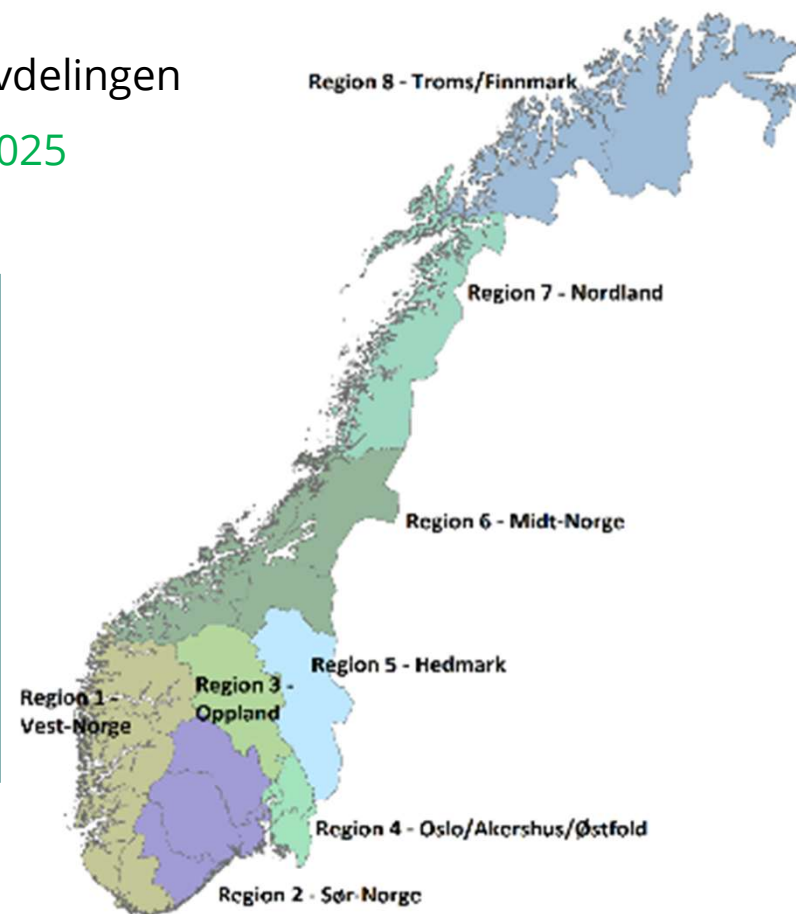 vdelingen
025
Region 8 - Troms/Finnmark
Region 7 - Nordland
Region 6 - Midt-Norge
Region 5 - Hedmark
Region 3 -
Oppland
Region 1 -
Vest-Norge
Region 4 - Oslo/Akershus/Østfold
Region 2 - Sør-Norge